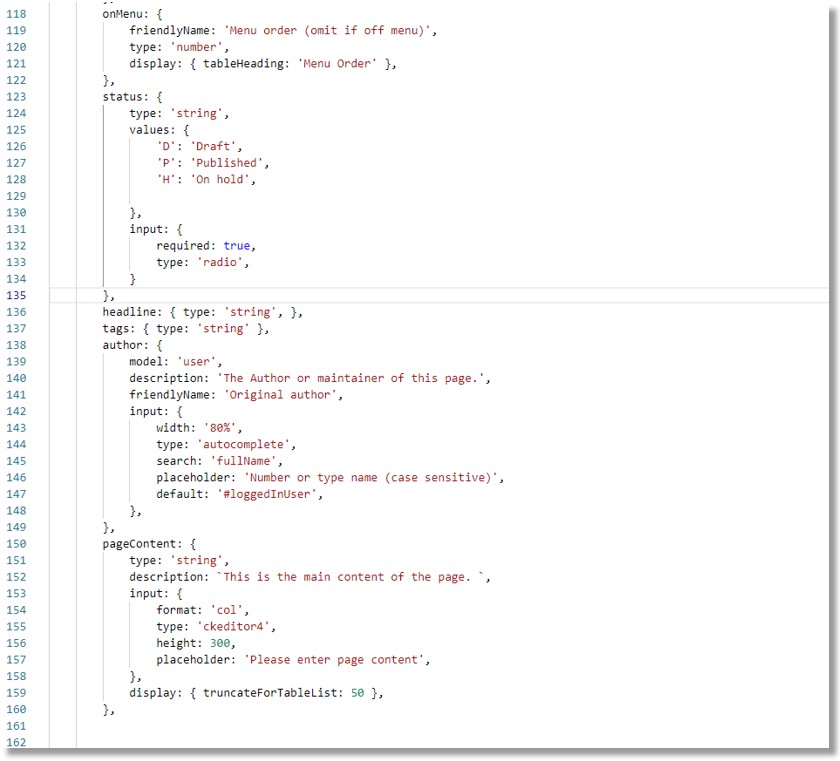 118 onMenu: {
119 friendlyName: 'Menu order (omit if off menu)',
120 type: 'number',
121 display: { tableHeading: 'Menu Order' },
122 },
123 status: {
124 type: 'string',
125 values: {
126 'D': 'Draft',
127 'P': 'Published',
128 'H': 'On hold',
129
130 },
131 input: {
132 required: true,
133 type: 'radio',
134 }
135 },
136 headline: { type: 'string', },
137 tags: { type: 'string' },
138 author: {
139 model: 'user',
140 description: 'The Author or maintainer of this page.',
141 friendlyName: 'Original author',
142 input: {
143 width: '80%',
144 type: 'autocomplete',
145 search: 'fullName',
146 placeholder: 'Number or type name (case sensitive)',
147 default: '#loggedInUser',
148 },
149 },
150 pageContent: {
151 type: 'string',
152 description: `This is the main content of the page. `,
153 input: {
154 format: 'col',
155 type: 'ckeditor4',
156 height: 300,
157 placeholder: 'Please enter page content',
158 },
159 display: { truncateForTableList: 50 },
160 },
161
162